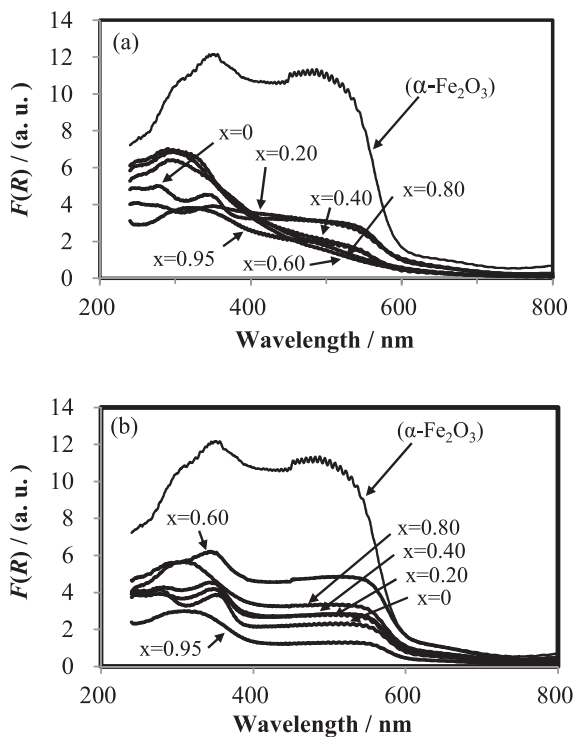 14
(a)
12
(α-Fe₂O₃)
10
F(R) / (a. u.)
8
x=0
x=0.20
6
x=0.80
x=0.40
4
2
x=0.95
x=0.60
0
200 400 600 800
Wavelength / nm
14
(b)
12
(α-Fe₂O₃)
10
F(R) / (a. u.)
8
x=0.60
x=0.80
x=0.40
6
x=0.20
x=0
4
2
x=0.95
0
200 400 600 800
Wavelength / nm